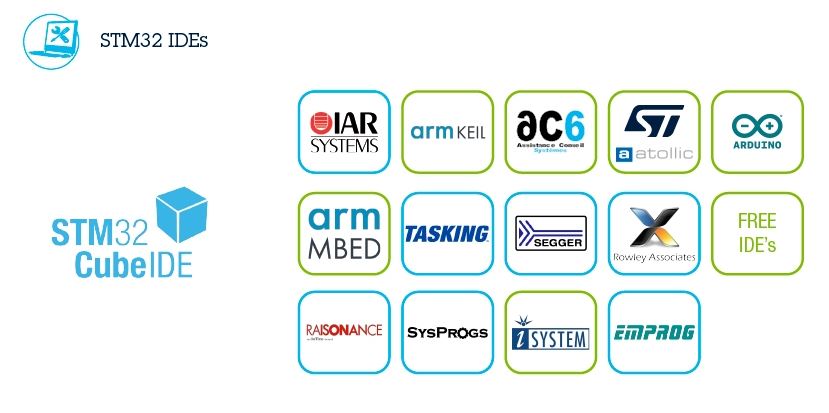 STM32 IDEs
STM32
CubeIDE
IAR
SYSTEMS
arm KEIL
ac6
Assistance Conseil
Systèmes
ST
a atollic
ARDUINO
arm
MBED
TASKING
SEGGER
Rowley Associates
FREE
IDE's
RAISONANCE
SYSPROGS
iSYSTEM
EMPROG